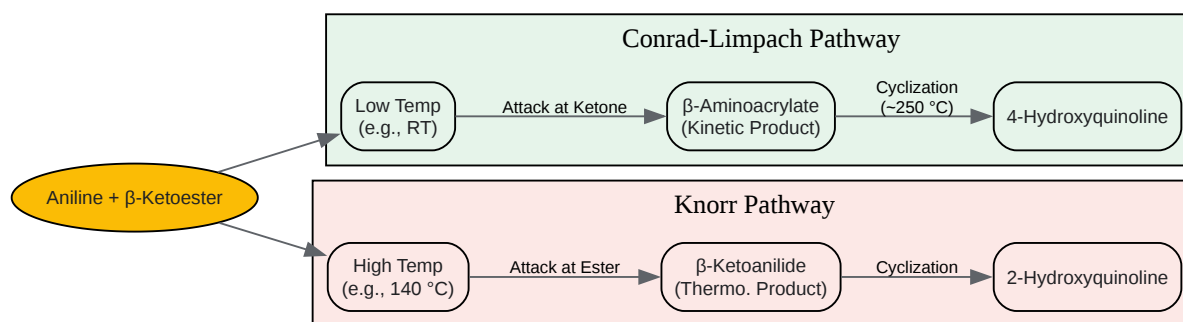 Conrad-Limpach Pathway
Low Temp
(e.g., RT)
Attack at Ketone
β-Aminoacrylate
(Kinetic Product)
Cyclization
(~250 °C)
4-Hydroxyquinoline
Aniline + β-Ketoester
Knorr Pathway
High Temp
(e.g., 140 °C)
Attack at Ester
β-Ketoanilide
(Thermo. Product)
Cyclization
2-Hydroxyquinoline